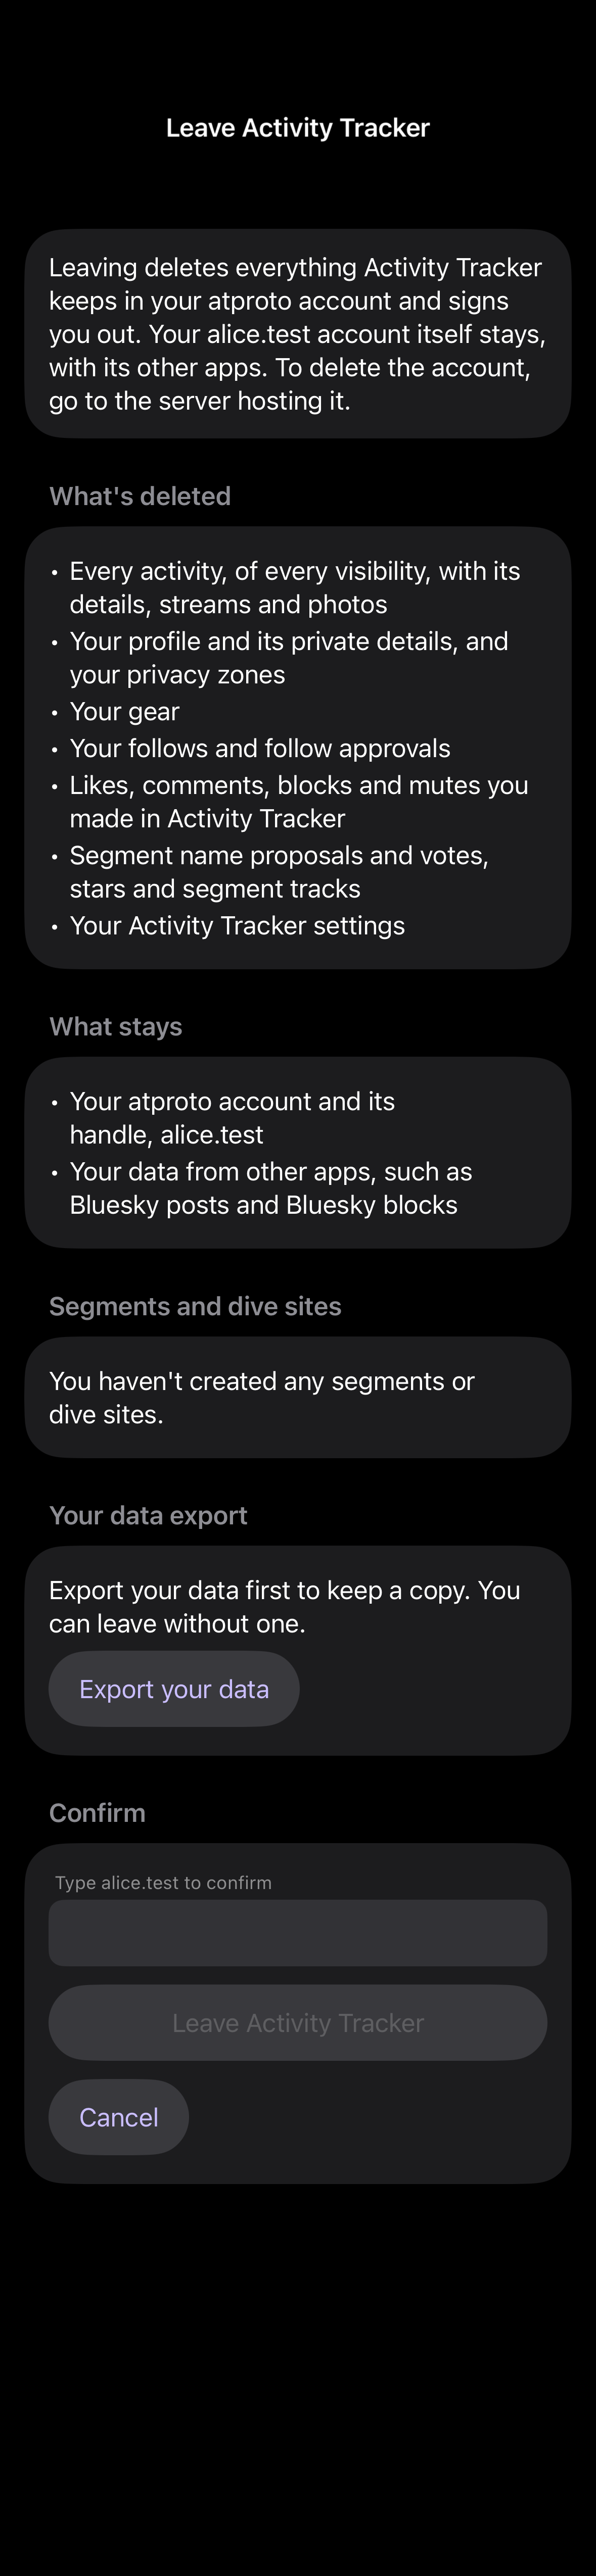 Leave Activity Tracker
Leaving deletes everything Activity Tracker
keeps in your atproto account and signs
you out. Your alice.test account itself stays,
with its other apps. To delete the account,
go to the server hosting it.
What's deleted
• Every activity, of every visibility, with its
details, streams and photos
• Your profile and its private details, and
your privacy zones
• Your gear
• Your follows and follow approvals
• Likes, comments, blocks and mutes you
made in Activity Tracker
• Segment name proposals and votes,
stars and segment tracks
• Your Activity Tracker settings
What stays
• Your atproto account and its
handle, alice.test
• Your data from other apps, such as
Bluesky posts and Bluesky blocks
Segments and dive sites
You haven't created any segments or
dive sites.
Your data export
Export your data first to keep a copy. You
can leave without one.
Export your data
Confirm
Type alice.test to confirm
Leave Activity Tracker
Cancel